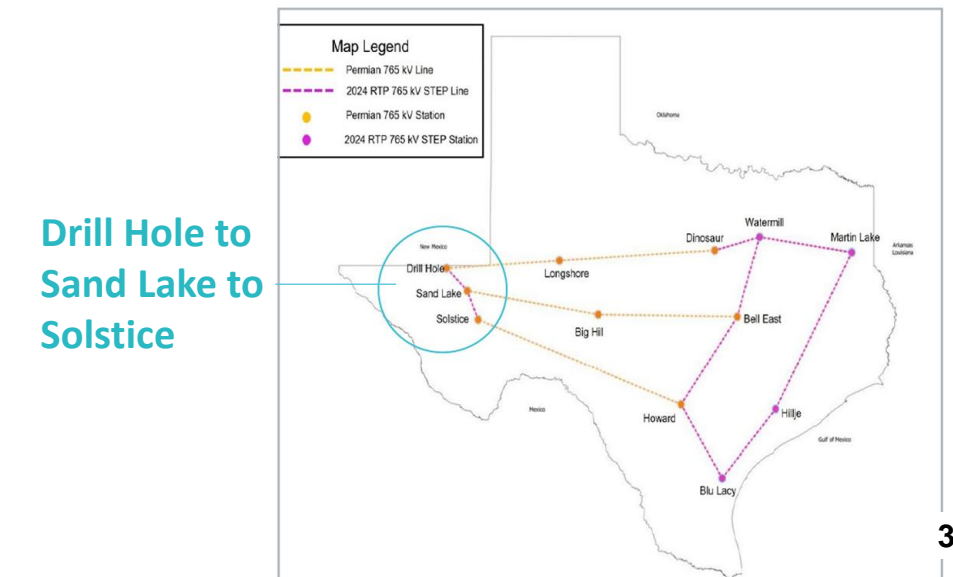 Map Legend
Permian 765 kV Line
2024 RTP 765 kV STEP Line
Permian 765 kV Station
2024 RTP 765 kV STEP Station
Oklahoma
Drill Hole to
Sand Lake to
Solstice
New Mexico
Arkansas
Louisiana
Watermill
Dinosaur
Martin Lake
Drill Hole
Longshore
Sand Lake
Solstice
Big Hill
Bell East
Mexico
Howard
Hillje
Gulf of Mexico
Blu Lacy
3